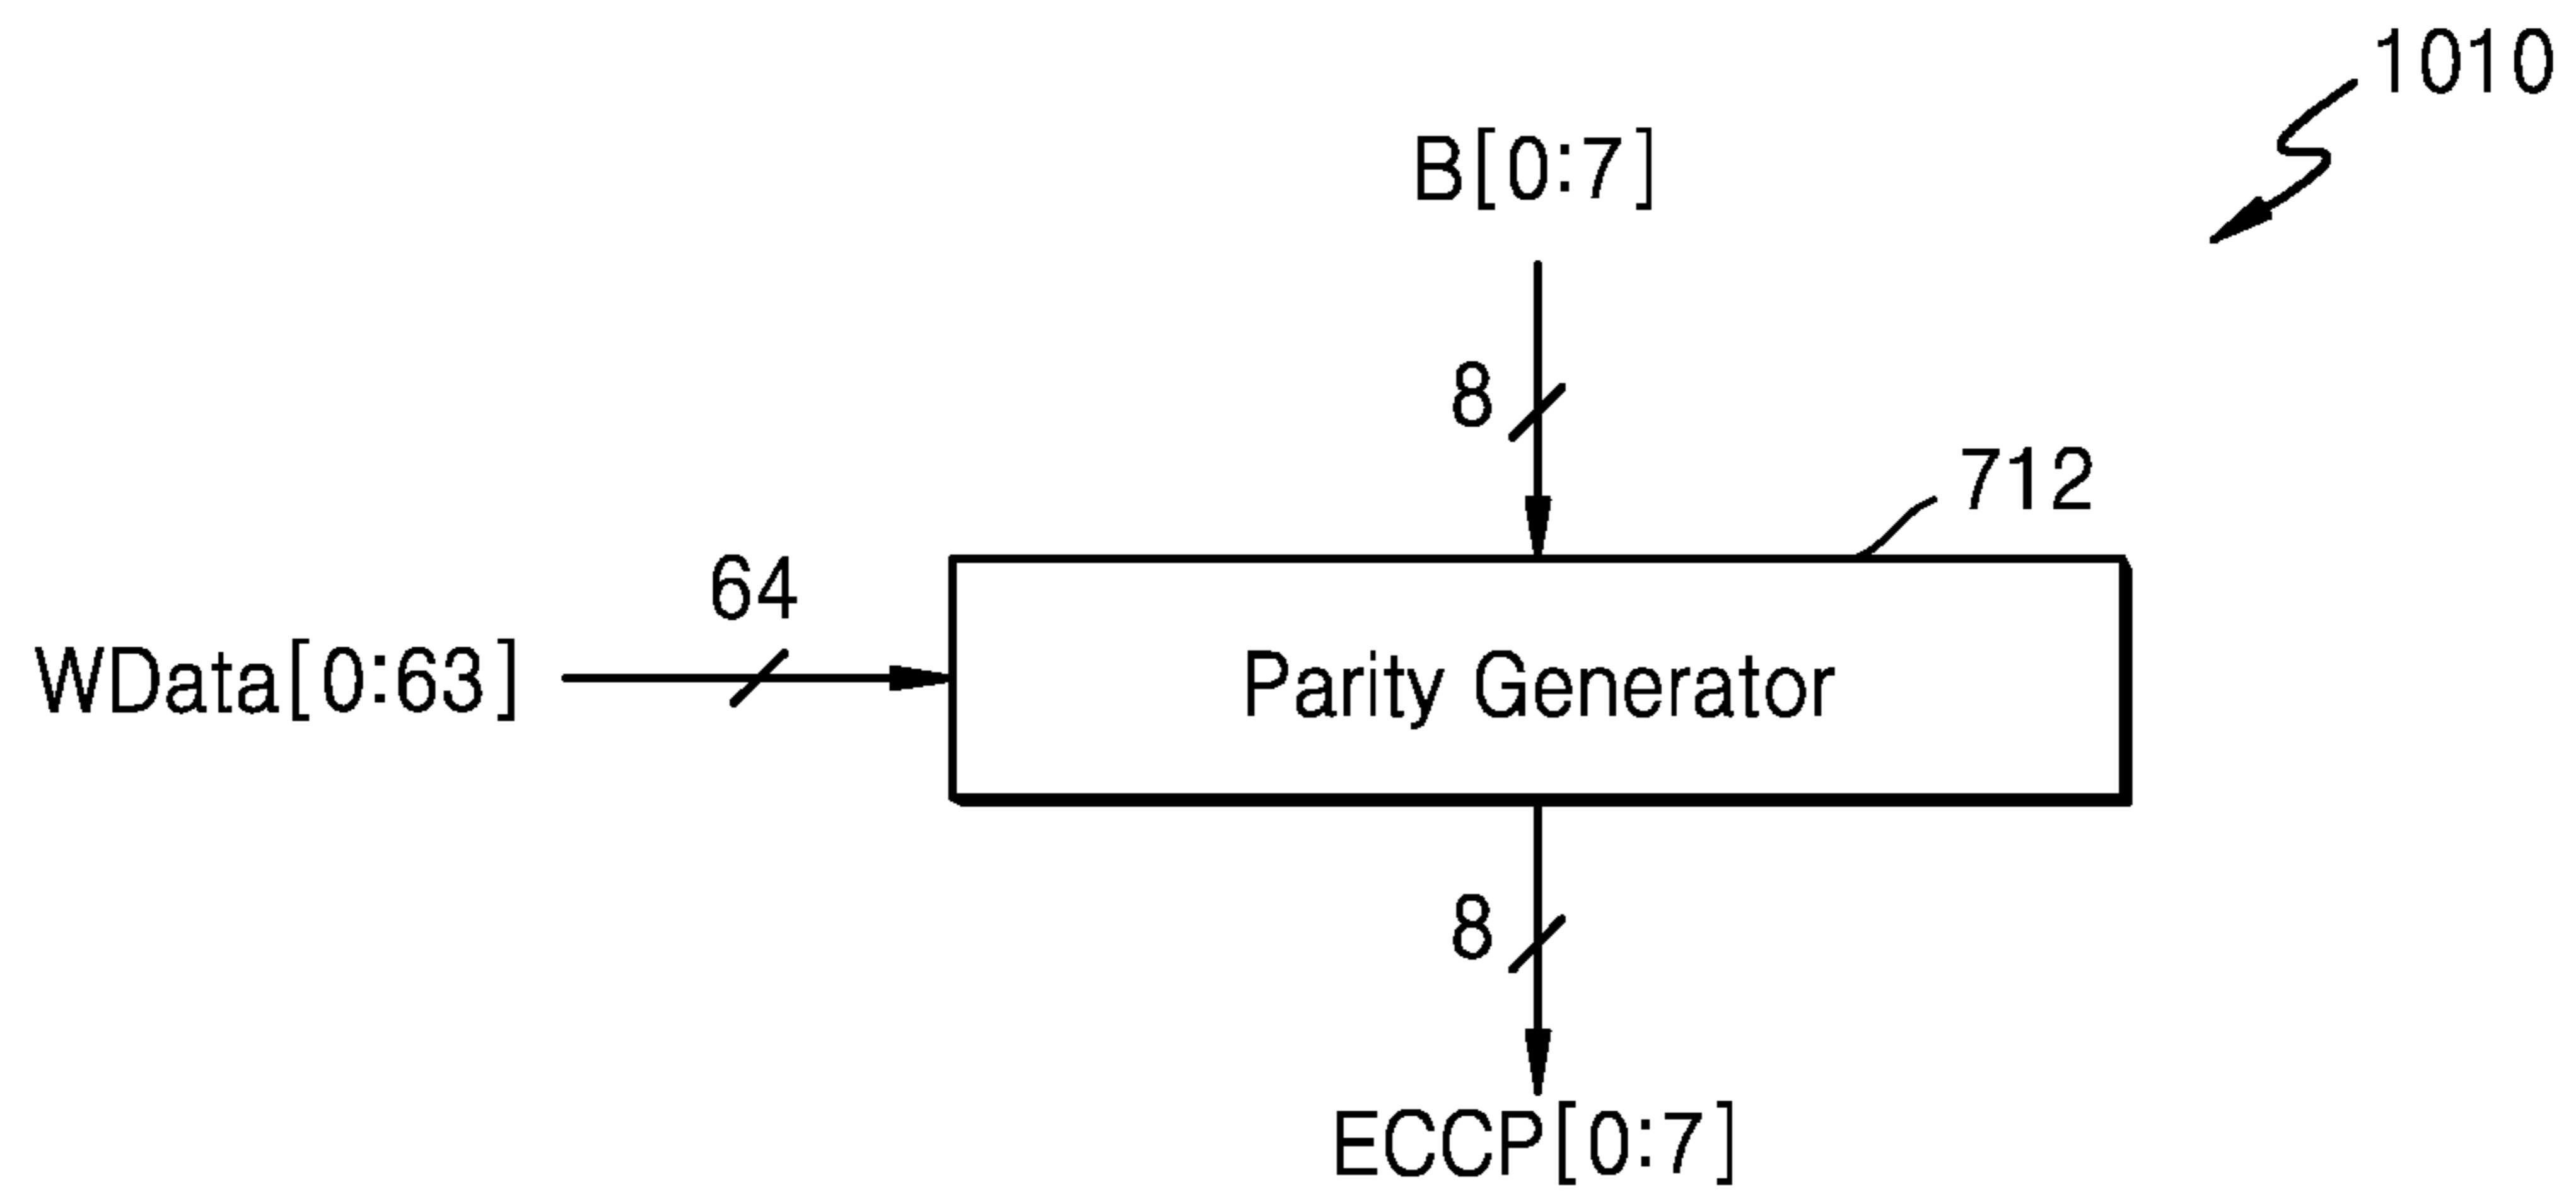 1010
B[0:7]
8
712
64
WData[0:63]
Parity Generator
8
ECCP[0:7]